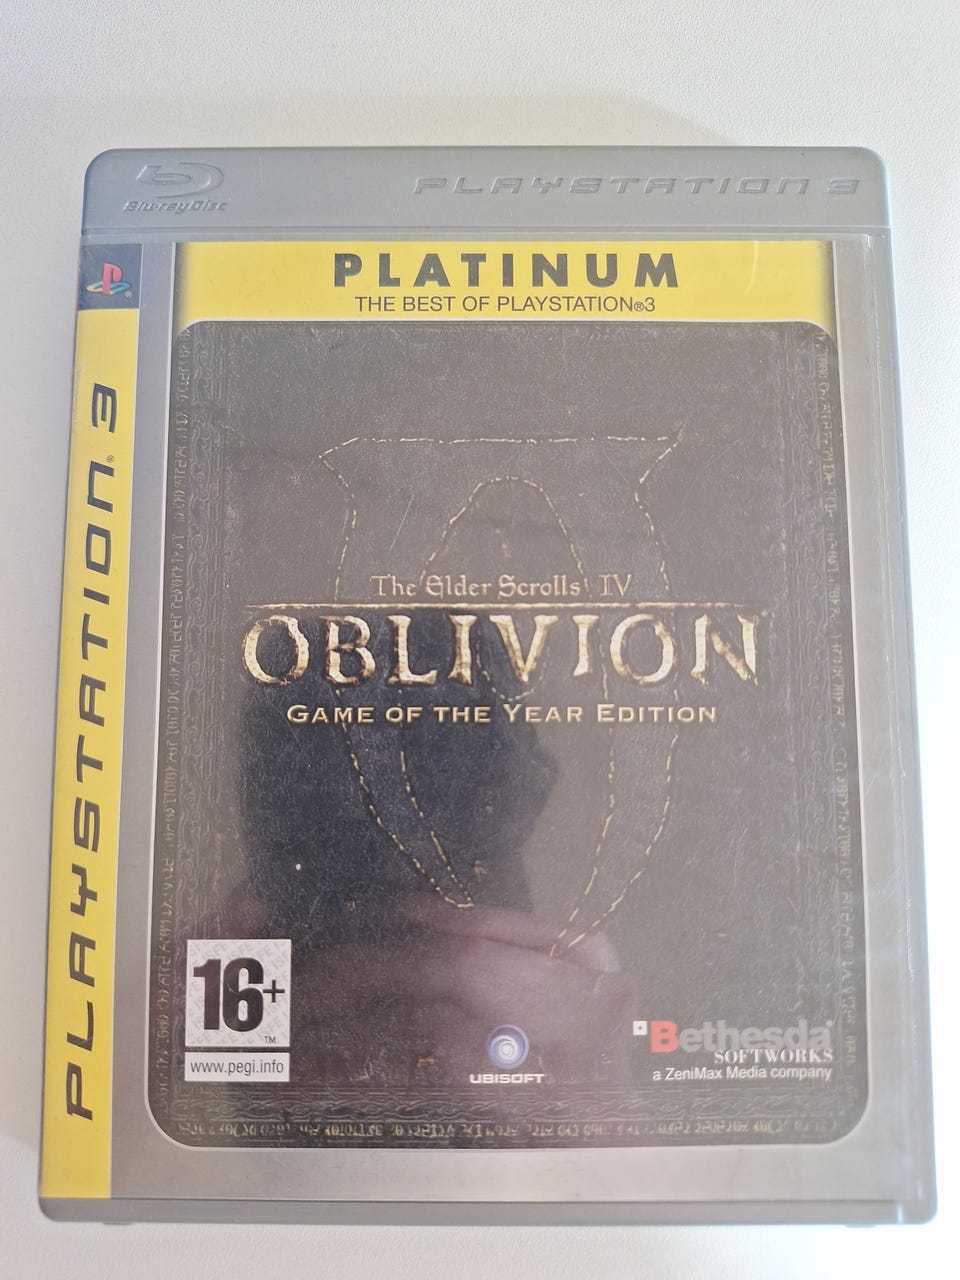 Blu-ray Disc
PLAYSTATION 3
PLATINUM
THE BEST OF PLAYSTATION®3
PLAYSTATION® 3
The Elder Scrolls IV
OBLIVION®
GAME OF THE YEAR EDITION
16+
TM
www.pegi.info
UBISOFT
Bethesda®
SOFTWORKS
a ZeniMax Media company